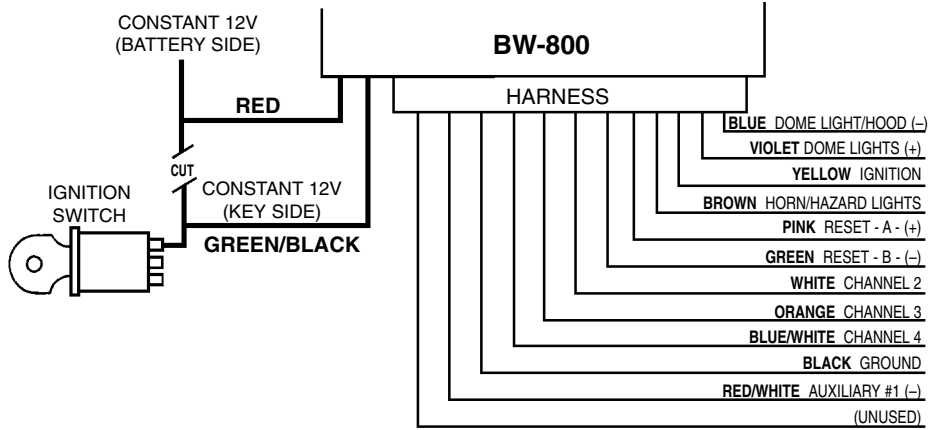 CONSTANT 12V
(BATTERY SIDE)
BW-800
RED
HARNESS
BLUE DOME LIGHT/HOOD (–)
VIOLET DOME LIGHTS (+)
CUT
YELLOW IGNITION
IGNITION
SWITCH
CONSTANT 12V
(KEY SIDE)
GREEN/BLACK
BROWN HORN/HAZARD LIGHTS
PINK RESET - A - (+)
GREEN RESET - B - (–)
WHITE CHANNEL 2
ORANGE CHANNEL 3
BLUE/WHITE CHANNEL 4
BLACK GROUND
RED/WHITE AUXILIARY #1 (–)
(UNUSED)